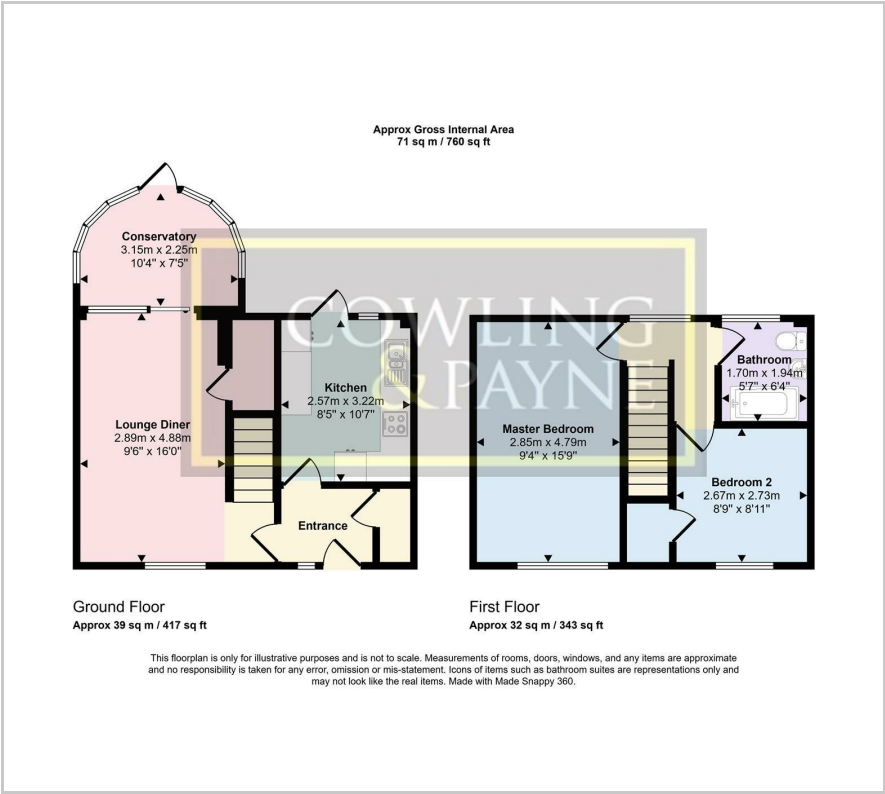 Approx Gross Internal Area
71 sq m / 760 sq ft
Conservatory
3.15m x 2.25m
10'4" x 7'5"
COWLING
& PAYNE
Kitchen
2.57m x 3.22m
8'5" x 10'7"
Lounge Diner
2.89m x 4.88m
9'6" x 16'0"
Entrance
Bathroom
1.70m x 1.94m
5'7" x 6'4"
Master Bedroom
2.85m x 4.79m
9'4" x 15'9"
Bedroom 2
2.67m x 2.73m
8'9" x 8'11"
Ground Floor
Approx 39 sq m / 417 sq ft
First Floor
Approx 32 sq m / 343 sq ft
This floorplan is only for illustrative purposes and is not to scale. Measurements of rooms, doors, windows, and any items are approximate
and no responsibility is taken for any error, omission or mis-statement. Icons of items such as bathroom suites are representations only and
may not look like the real items. Made with Made Snappy 360.